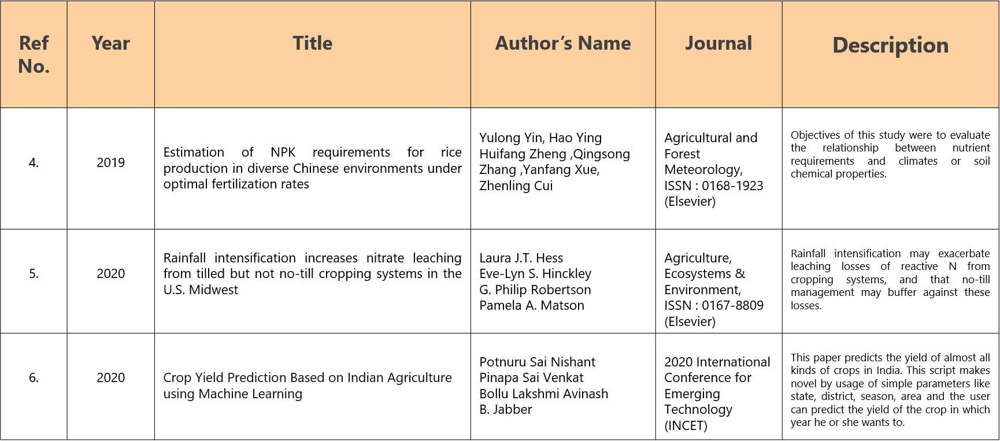 Ref
No.
Year
Title
Author’s Name
Journal
Description
4.
2019
Estimation of NPK requirements for rice
production in diverse Chinese environments under
optimal fertilization rates
Yulong Yin, Hao Ying
Huifang Zheng ,Qingsong
Zhang ,Yanfang Xue,
Zhenling Cui
Agricultural and
Forest
Meteorology,
ISSN : 0168-1923
(Elsevier)
Objectives of this study were to evaluate
the relationship between nutrient
requirements and climates or soil
chemical properties.
5.
2020
Rainfall intensification increases nitrate leaching
from tilled but not no-till cropping systems in the
U.S. Midwest
Laura J.T. Hess
Eve-Lyn S. Hinckley
G. Philip Robertson
Pamela A. Matson
Agriculture,
Ecosystems &
Environment,
ISSN : 0167-8809
(Elsevier)
Rainfall intensification may exacerbate
leaching losses of reactive N from
cropping systems, and that no-till
management may buffer against these
losses.
6.
2020
Crop Yield Prediction Based on Indian Agriculture
using Machine Learning
Potnuru Sai Nishant
Pinapa Sai Venkat
Bollu Lakshmi Avinash
B. Jabber
2020 International
Conference for
Emerging
Technology
(INCET)
This paper predicts the yield of almost all
kinds of crops in India. This script makes
novel by usage of simple parameters like
state, district, season, area and the user
can predict the yield of the crop in which
year he or she wants to.